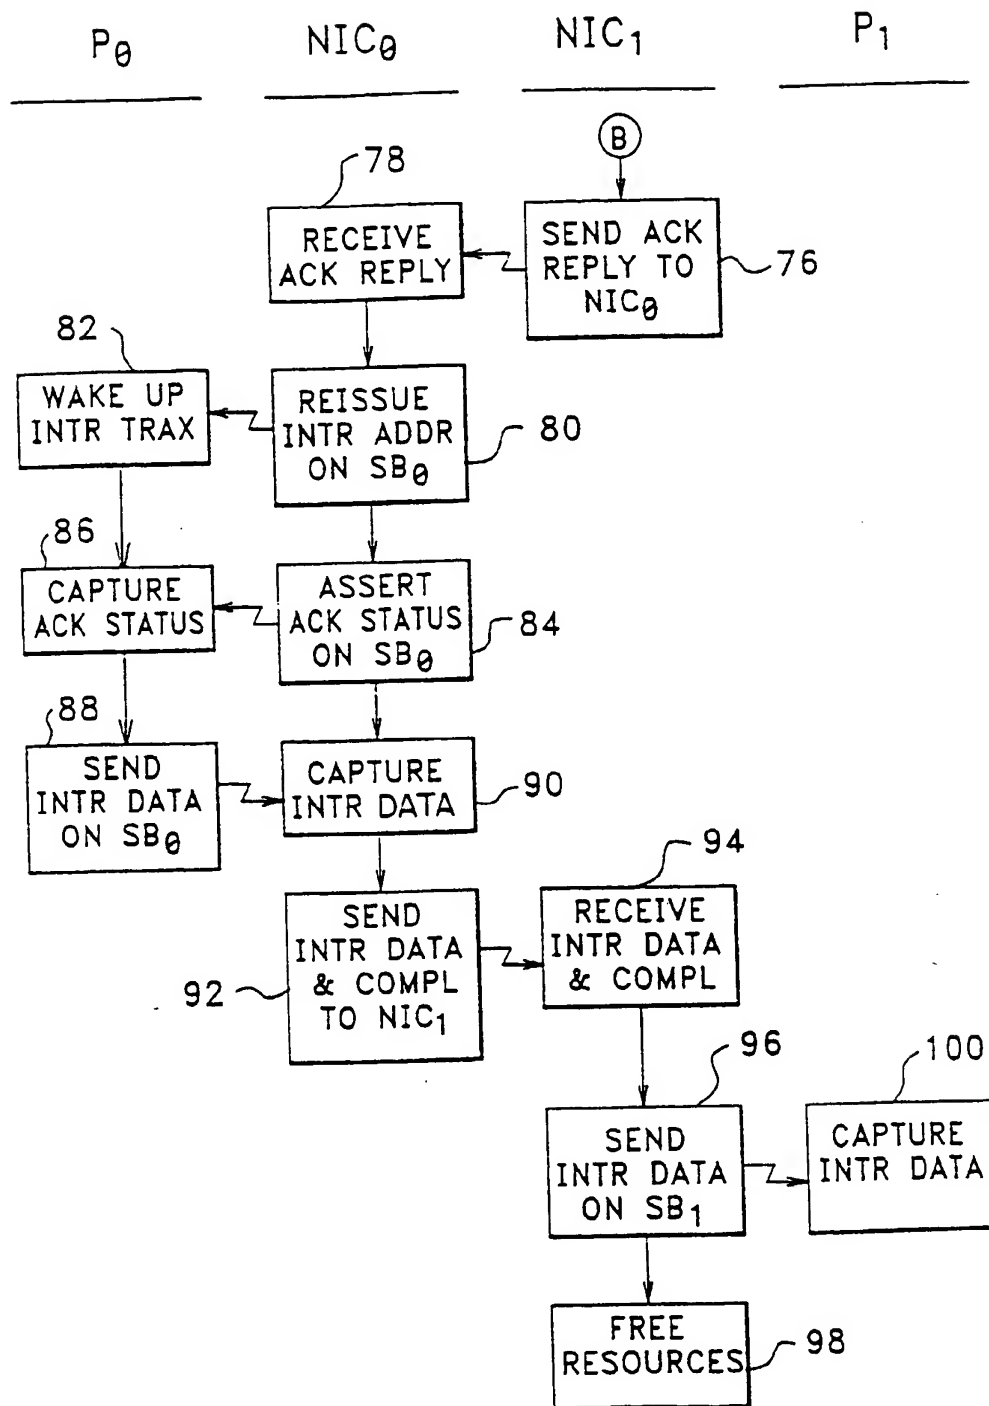 P₀ NIC₀ NIC₁ P₁
B
78
RECEIVE
ACK REPLY
SEND ACK
REPLY TO
NIC₀
76
82
WAKE UP
INTR TRAX
REISSUE
INTR ADDR
ON SB₀
80
86
CAPTURE
ACK STATUS
ASSERT
ACK STATUS
ON SB₀
84
88
SEND
INTR DATA
ON SB₀
CAPTURE
INTR DATA
90
SEND
INTR DATA
& COMPL
TO NIC₁
92
94
RECEIVE
INTR DATA
& COMPL
96
SEND
INTR DATA
ON SB₁
100
CAPTURE
INTR DATA
FREE
RESOURCES
98